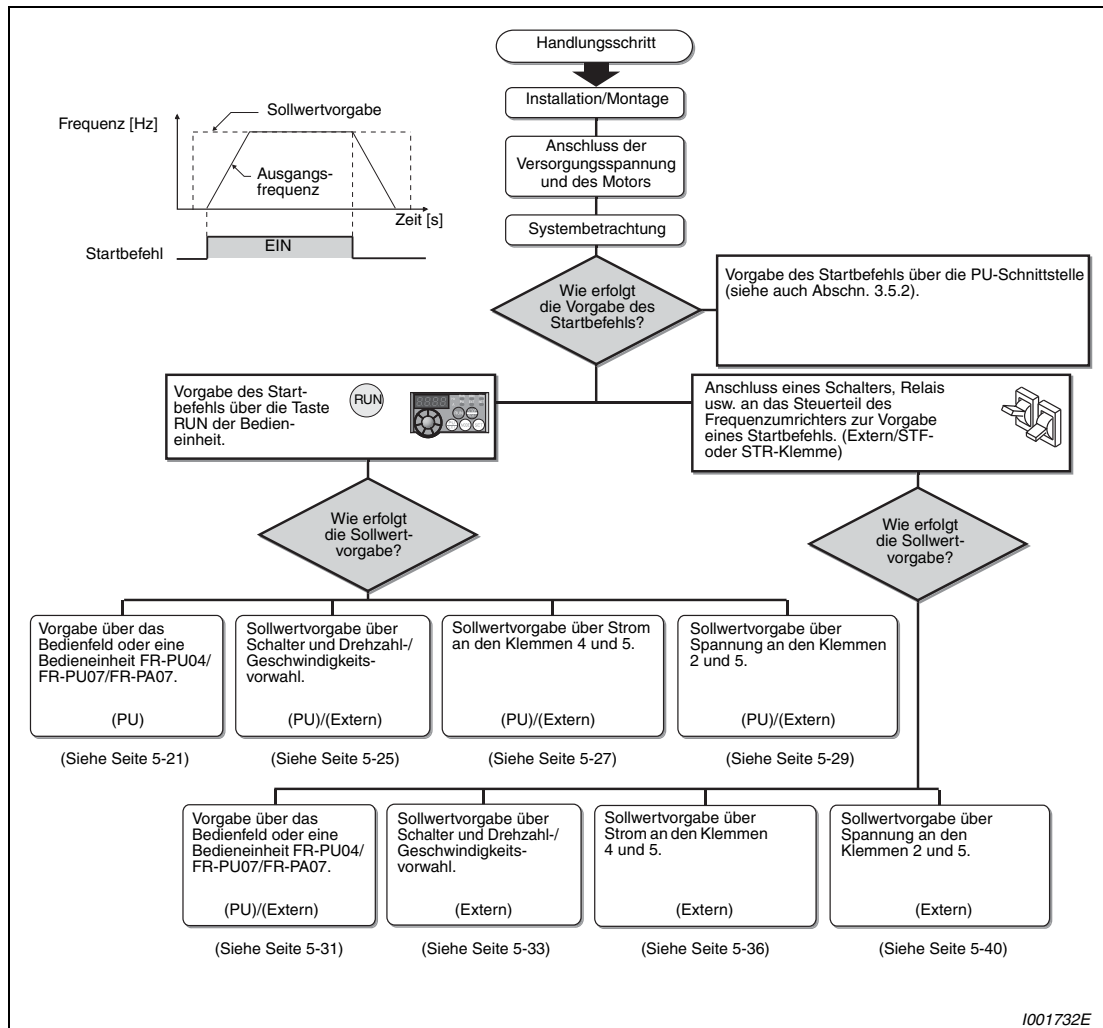 Handlungsschritt
Installation/Montage
Anschluss der
Versorgungsspannung
und des Motors
Systembetrachtung
Frequenz [Hz]
Sollwertvorgabe
Ausgangs-
frequenz
Zeit [s]
Startbefehl
EIN
Wie erfolgt
die Vorgabe des
Startbefehls?
Vorgabe des Startbefehls über die PU-Schnittstelle
(siehe auch Abschn. 3.5.2).
Vorgabe des Start-
befehls über die Taste
RUN der Bedien-
einheit.
RUN
Anschluss eines Schalters, Relais
usw. an das Steuerteil des
Frequenzumrichters zur Vorgabe
eines Startbefehls. (Extern/STF-
oder STR-Klemme)
Wie erfolgt
die Sollwert-
vorgabe?
Wie erfolgt
die Sollwert-
vorgabe?
Vorgabe über das
Bedienfeld oder eine
Bedieneinheit FR-PU04/
FR-PU07/FR-PA07.
(PU)
(Siehe Seite 5-21)
Sollwertvorgabe über
Schalter und Drehzahl-/
Geschwindigkeits-
vorwahl.
(PU)/(Extern)
(Siehe Seite 5-25)
Sollwertvorgabe über Strom
an den Klemmen 4 und 5.
(PU)/(Extern)
(Siehe Seite 5-27)
Sollwertvorgabe über
Spannung an den Klemmen
2 und 5.
(PU)/(Extern)
(Siehe Seite 5-29)
Vorgabe über das
Bedienfeld oder eine
Bedieneinheit FR-PU04/
FR-PU07/FR-PA07.
(PU)/(Extern)
(Siehe Seite 5-31)
Sollwertvorgabe über
Schalter und Drehzahl-/
Geschwindigkeits-
vorwahl.
(Extern)
(Siehe Seite 5-33)
Sollwertvorgabe über
Strom an den Klemmen
4 und 5.
(Extern)
(Siehe Seite 5-36)
Sollwertvorgabe über
Spannung an den
Klemmen 2 und 5.
(Extern)
(Siehe Seite 5-40)
I001732E